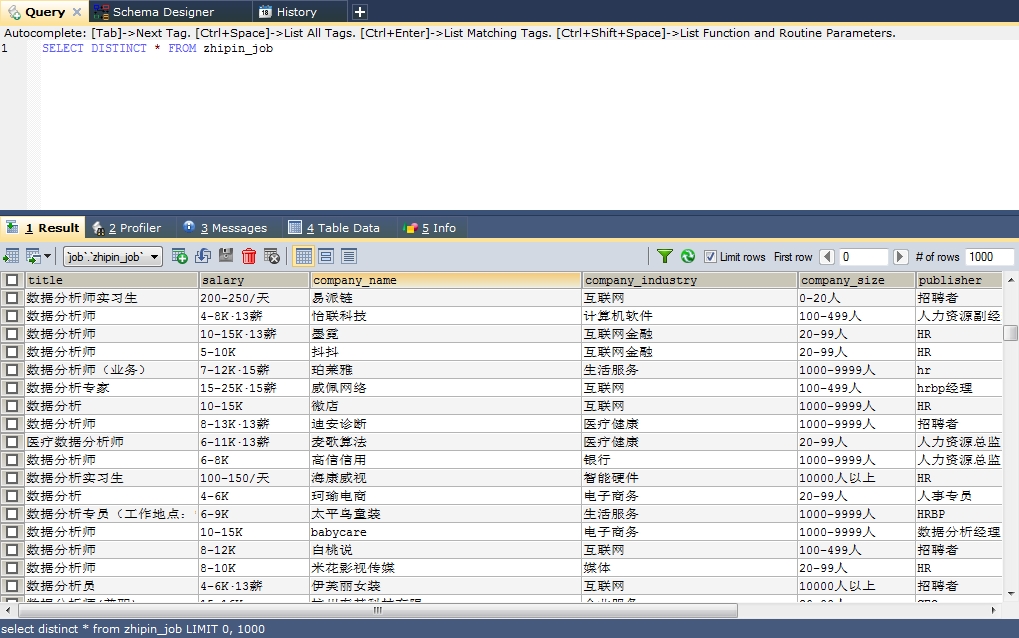 Query Schema Designer History
Autocomplete: [Tab]->Next Tag. [Ctrl+Space]->List All Tags. [Ctrl+Enter]->List Matching Tags. [Ctrl+Shift+Space]->List Function and Routine Parameters.
1 SELECT DISTINCT * FROM zhipin_job
1 Result 2 Profiler 3 Messages 4 Table Data 5 Info
`job`.`zhipin_job` Limit rows First row 0 # of rows 1000
title salary company_name company_industry company_size publisher
数据分析师实习生 200-250/天 易派链 互联网 0-20人 招聘者
数据分析师 4-8K·13薪 怡联科技 计算机软件 100-499人 人力资源副经
数据分析师 10-15K·13薪 墨霓 互联网金融 20-99人 HR
数据分析师 5-10K 抖抖 互联网金融 20-99人 HR
数据分析师（业务） 7-12K·15薪 珀莱雅 生活服务 1000-9999人 hr
数据分析专家 15-25K·15薪 威佩网络 互联网 100-499人 hrbp经理
数据分析 10-15K 微店 互联网 1000-9999人 HR
数据分析师 8-13K·13薪 迪安诊断 医疗健康 1000-9999人 招聘者
医疗数据分析师 6-11K·13薪 麦歌算法 医疗健康 20-99人 人力资源总监
数据分析师 6-8K 高信信用 银行 1000-9999人 人力资源总监
数据分析实习生 100-150/天 海康威视 智能硬件 10000人以上 HR
数据分析 4-6K 珂瑜电商 电子商务 20-99人 人事专员
数据分析专员（工作地点： 6-9K 太平鸟童装 生活服务 1000-9999人 HRBP
数据分析师 10-15K babycare 电子商务 1000-9999人 数据分析经理
数据分析师 8-12K 白桃说 互联网 100-499人 招聘者
数据分析师 8-10K 米花影视传媒 媒体 20-99人 HR
数据分析员 4-6K·13薪 伊芙丽女装 互联网 10000人以上 招聘者
select distinct * from zhipin_job LIMIT 0, 1000